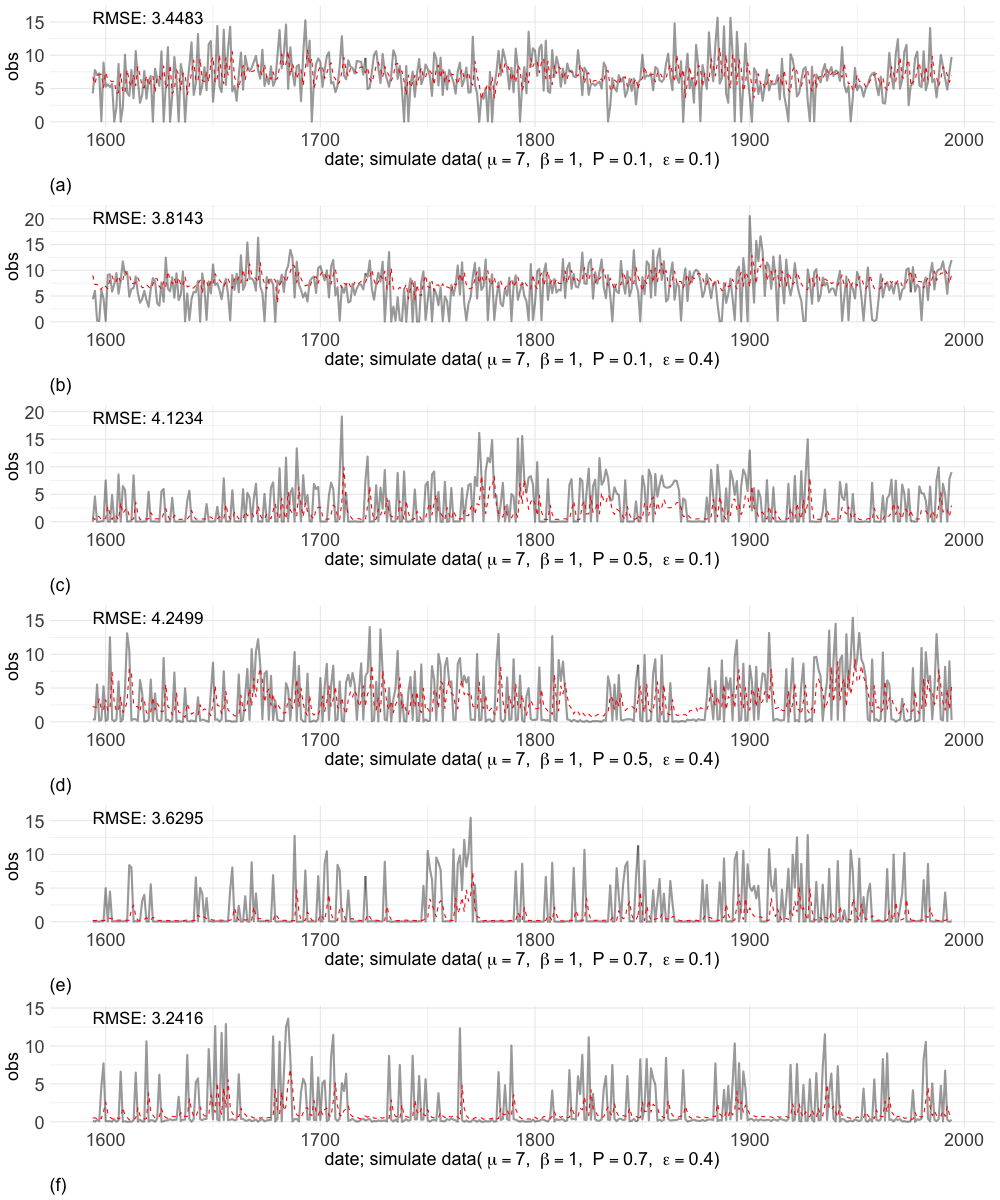 RMSE: 3.4483
15
10
5
0
obs
1600 1700 1800 1900 2000
date; simulate data( μ = 7, β = 1, P = 0.1, ε = 0.1)
(a)
RMSE: 3.8143
20
15
10
5
0
obs
1600 1700 1800 1900 2000
date; simulate data( μ = 7, β = 1, P = 0.1, ε = 0.4)
(b)
20
RMSE: 4.1234
15
10
5
0
obs
1600 1700 1800 1900 2000
date; simulate data( μ = 7, β = 1, P = 0.5, ε = 0.1)
(c)
RMSE: 4.2499
15
10
5
0
obs
1600 1700 1800 1900 2000
date; simulate data( μ = 7, β = 1, P = 0.5, ε = 0.4)
(d)
RMSE: 3.6295
15
10
5
0
obs
1600 1700 1800 1900 2000
date; simulate data( μ = 7, β = 1, P = 0.7, ε = 0.1)
(e)
15
RMSE: 3.2416
10
5
0
obs
1600 1700 1800 1900 2000
date; simulate data( μ = 7, β = 1, P = 0.7, ε = 0.4)
(f)